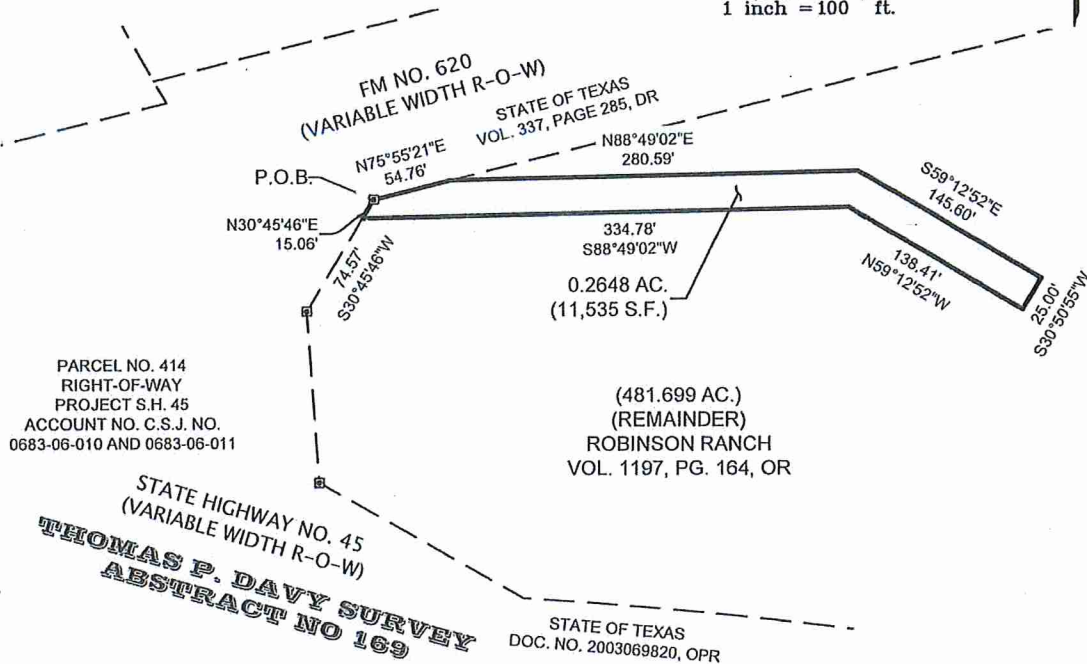 1 inch = 100 ft.
FM NO. 620
(VARIABLE WIDTH R-O-W)
STATE OF TEXAS
VOL. 337, PAGE 285, DR
N75°55'21"E
54.76'
N88°49'02"E
280.59'
P.O.B.
S59°12'52"E
145.60'
N30°45'46"E
15.06'
74.57'
S30°45'46"W
334.78'
S88°49'02"W
138.41'
N59°12'52"W
25.00'
S30°50'55"W
0.2648 AC.
(11,535 S.F.)
PARCEL NO. 414
RIGHT-OF-WAY
PROJECT S.H. 45
ACCOUNT NO. C.S.J. NO.
0683-06-010 AND 0683-06-011
(481.699 AC.)
(REMAINDER)
ROBINSON RANCH
VOL. 1197, PG. 164, OR
STATE HIGHWAY NO. 45
(VARIABLE WIDTH R-O-W)
THOMAS P. DAVY SURVEY
ABSTRACT NO 169
STATE OF TEXAS
DOC. NO. 2003069820, OPR